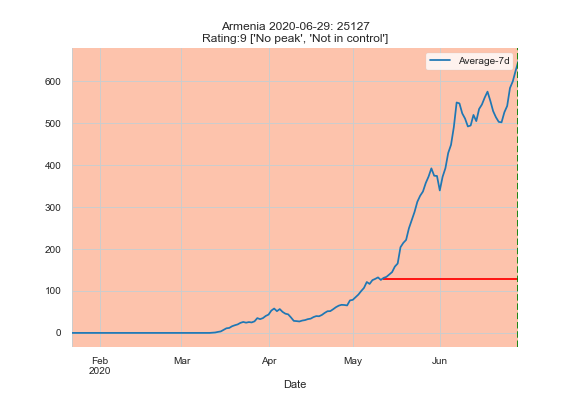 Armenia 2020-06-29: 25127
Rating:9 ['No peak', 'Not in control']
Average-7d
600
500
400
300
200
100
0
Feb
2020
Mar
Apr
May
Jun
Date